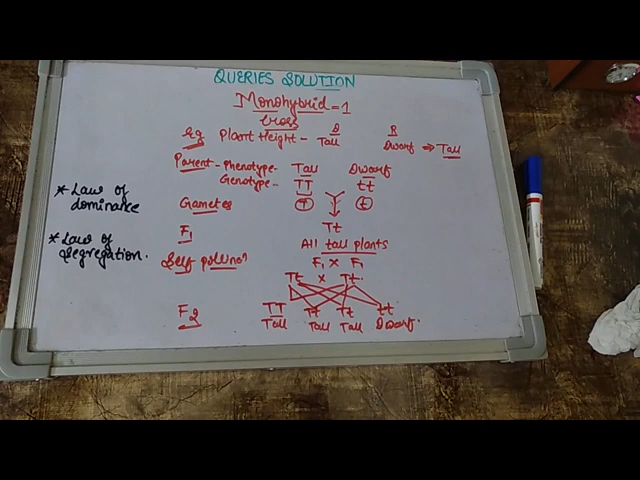 QUERIES SOLUTION
Monohybrid = 1
Cross
Eg Plant Height - D Tall R Dwarf ⇒ Tall
Parent - Phenotype - Tall Dwarf
Genotype - TT tt
* Law of dominance
Gametes T t
Tt
F1 All tall plants
* Law of Segregation.
Self pollnⁿ F1 × F1
Tt × Tt
F2 TT Tt Tt tt
Tall Tall Tall Dwarf.